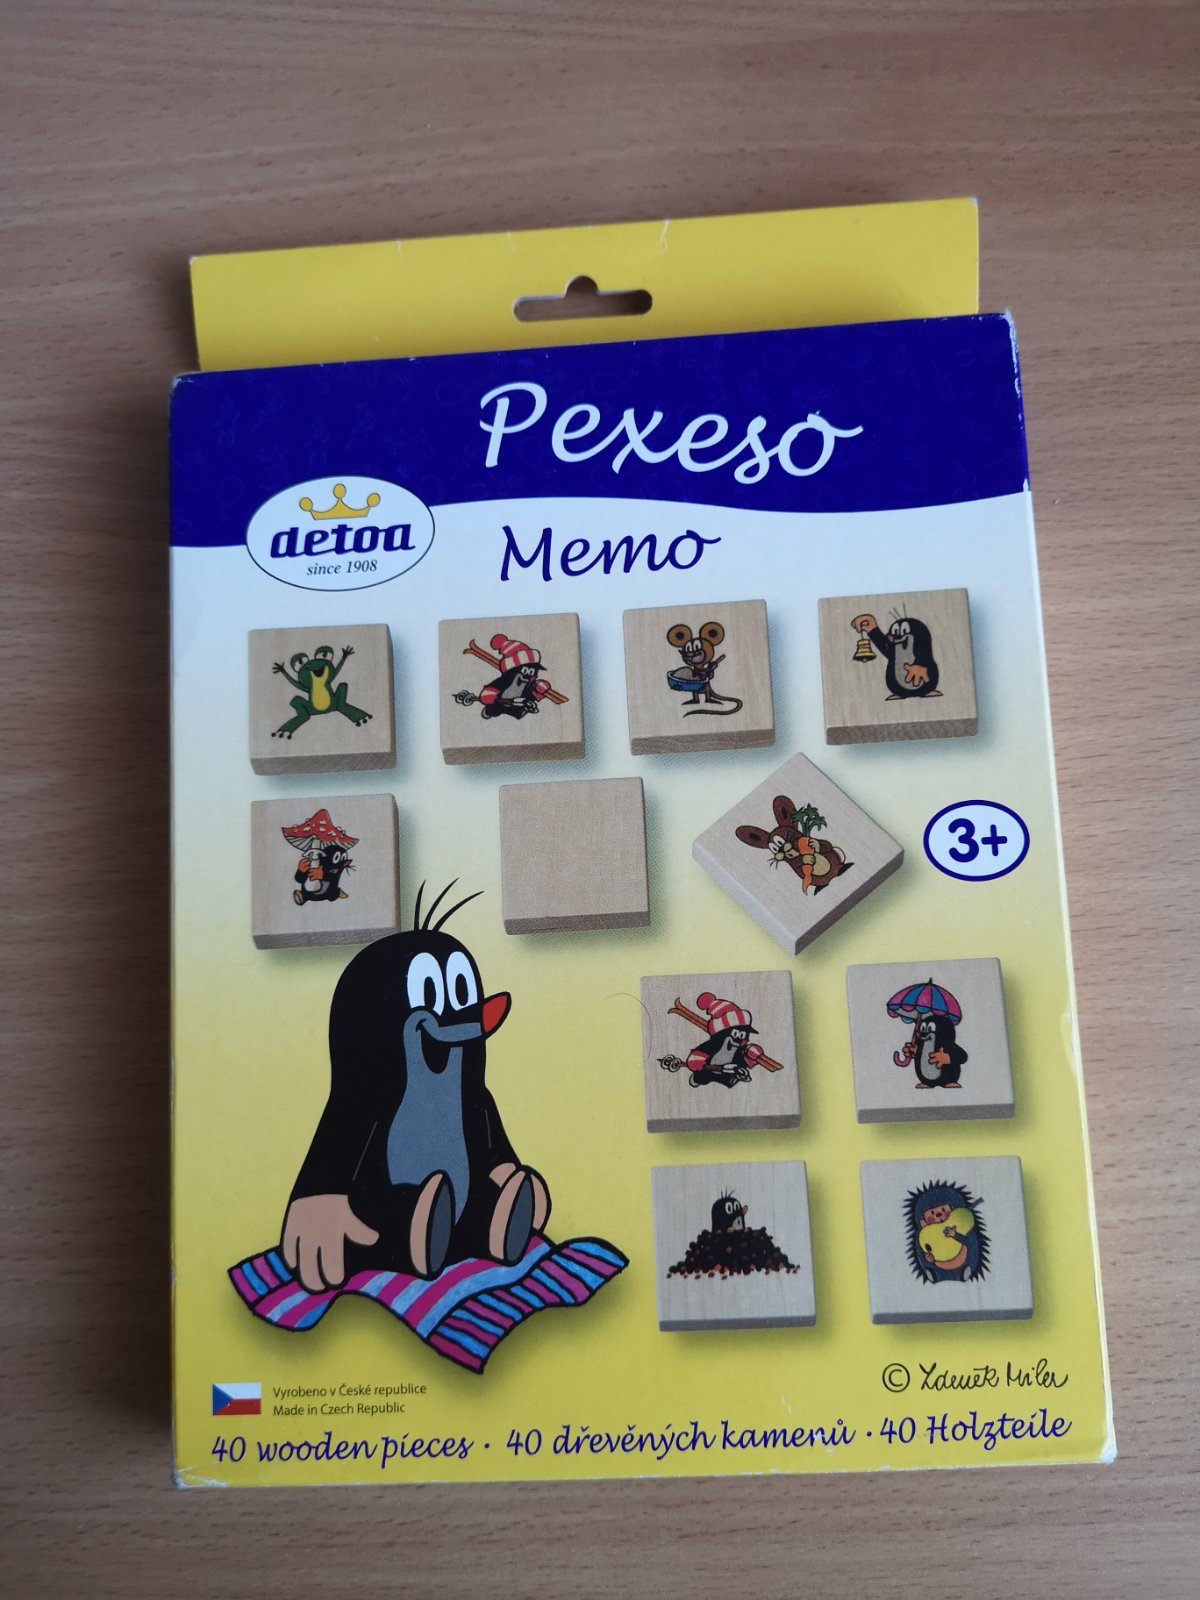 Pexeso
detoa
since 1908
Memo
3+
© Zdeněk Miler
Vyrobeno v České republice
Made in Czech Republic
40 wooden pieces · 40 dřevěných kamenů · 40 Holzteile